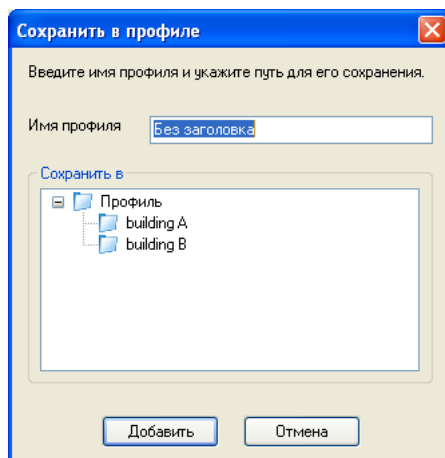 Сохранить в профиле
Введите имя профиля и укажите путь для его сохранения.
Имя профиля
Без заголовка
Сохранить в
Профиль
building A
building B
Добавить
Отмена